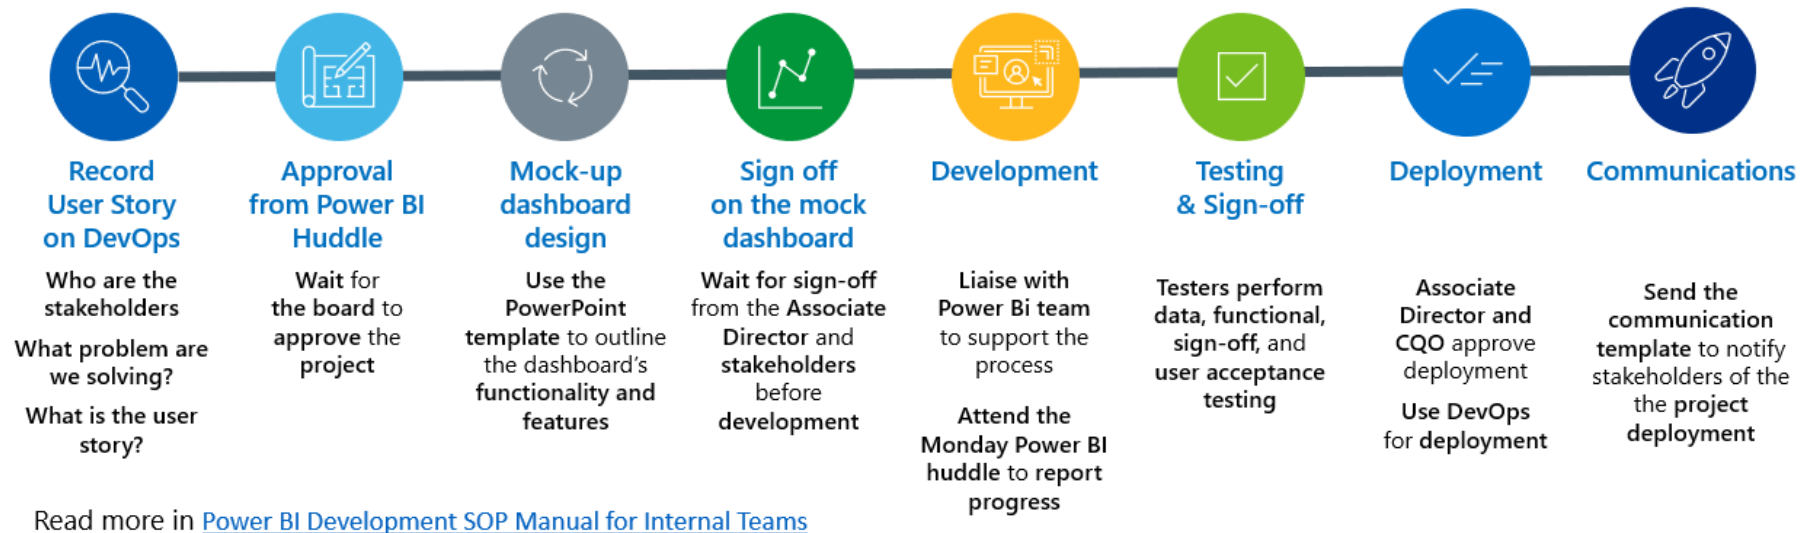 Record
User Story
on DevOps
Who are the
stakeholders
What problem are
we solving?
What is the user
story?
Approval
from Power BI
Huddle
Wait for
the board to
approve the
project
Mock-up
dashboard
design
Use the
PowerPoint
template to outline
the dashboard's
functionality and
features
Sign off
on the mock
dashboard
Wait for sign-off
from the Associate
Director and
stakeholders
before
development
Development
Liaise with
Power Bi team
to support the
process
Attend the
Monday Power BI
huddle to report
progress
Testing
& Sign-off
Testers perform
data, functional,
sign-off, and
user acceptance
testing
Deployment
Associate
Director and
CQO approve
deployment
Use DevOps
for deployment
Communications
Send the
communication
template to notify
stakeholders of the
the project
deployment
Read more in Power BI Development SOP Manual for Internal Teams